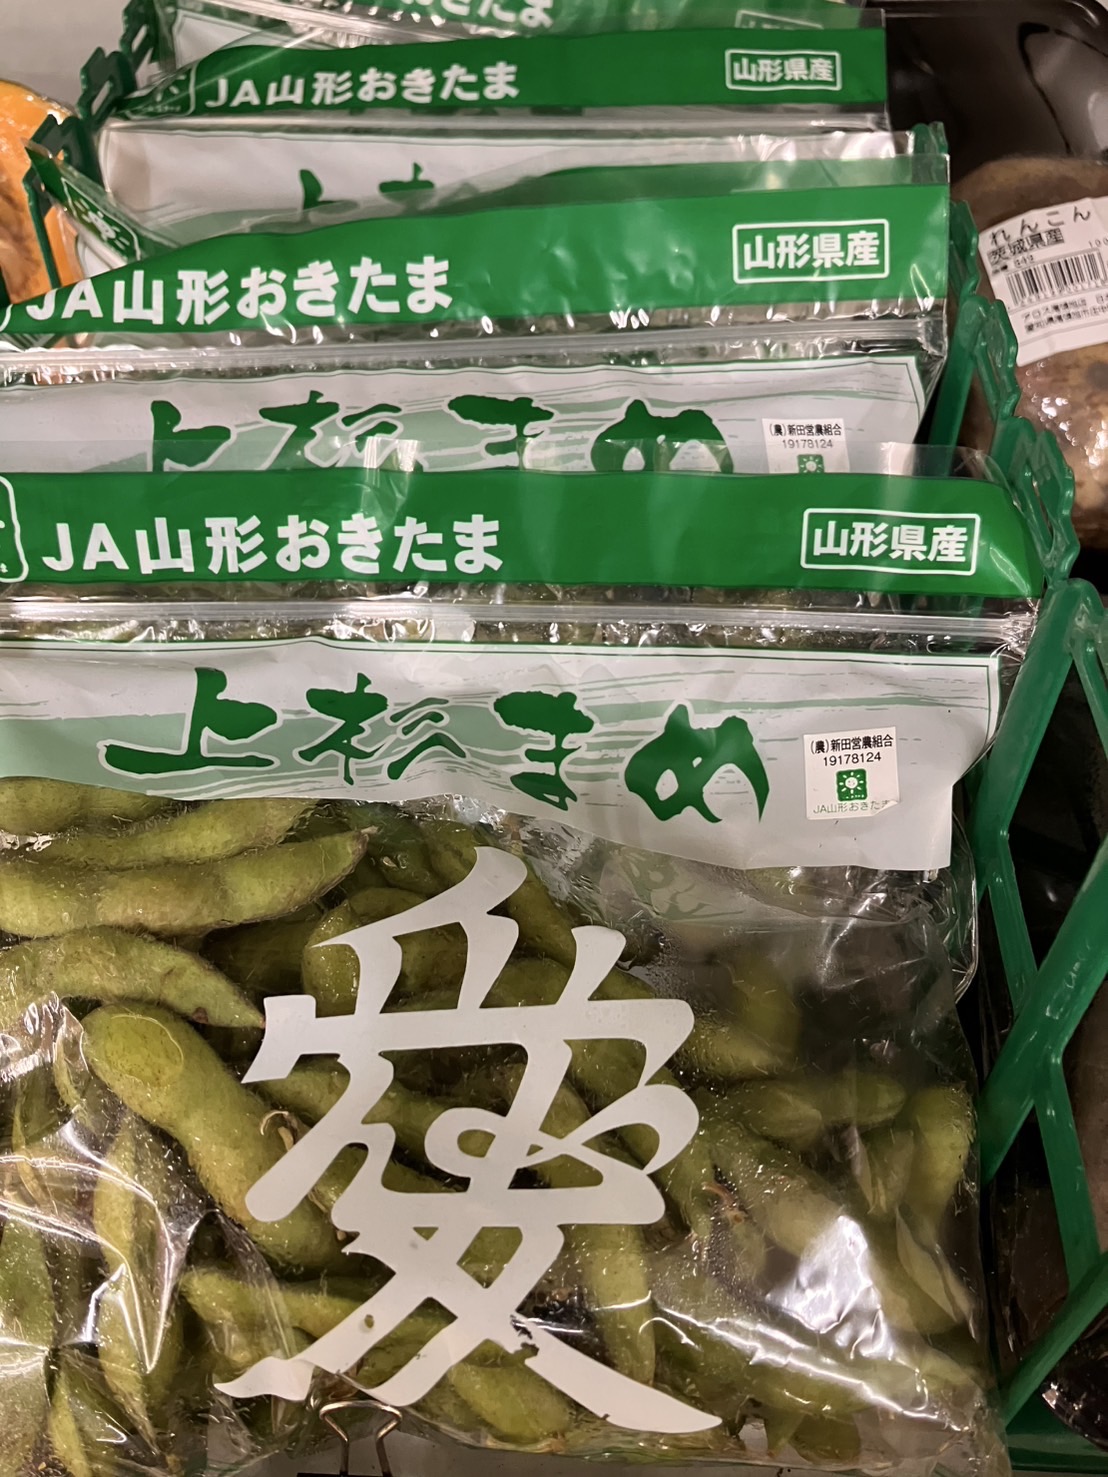 おきたま
JA山形おきたま
山形県産
JA山形おきたま
山形県産
上杉まめ
(農)新田営農組合
19178124
れんこん
茨城県産
JA山形おきたま
山形県産
上杉まめ
(農)新田営農組合
19178124
JA山形おきたま
愛